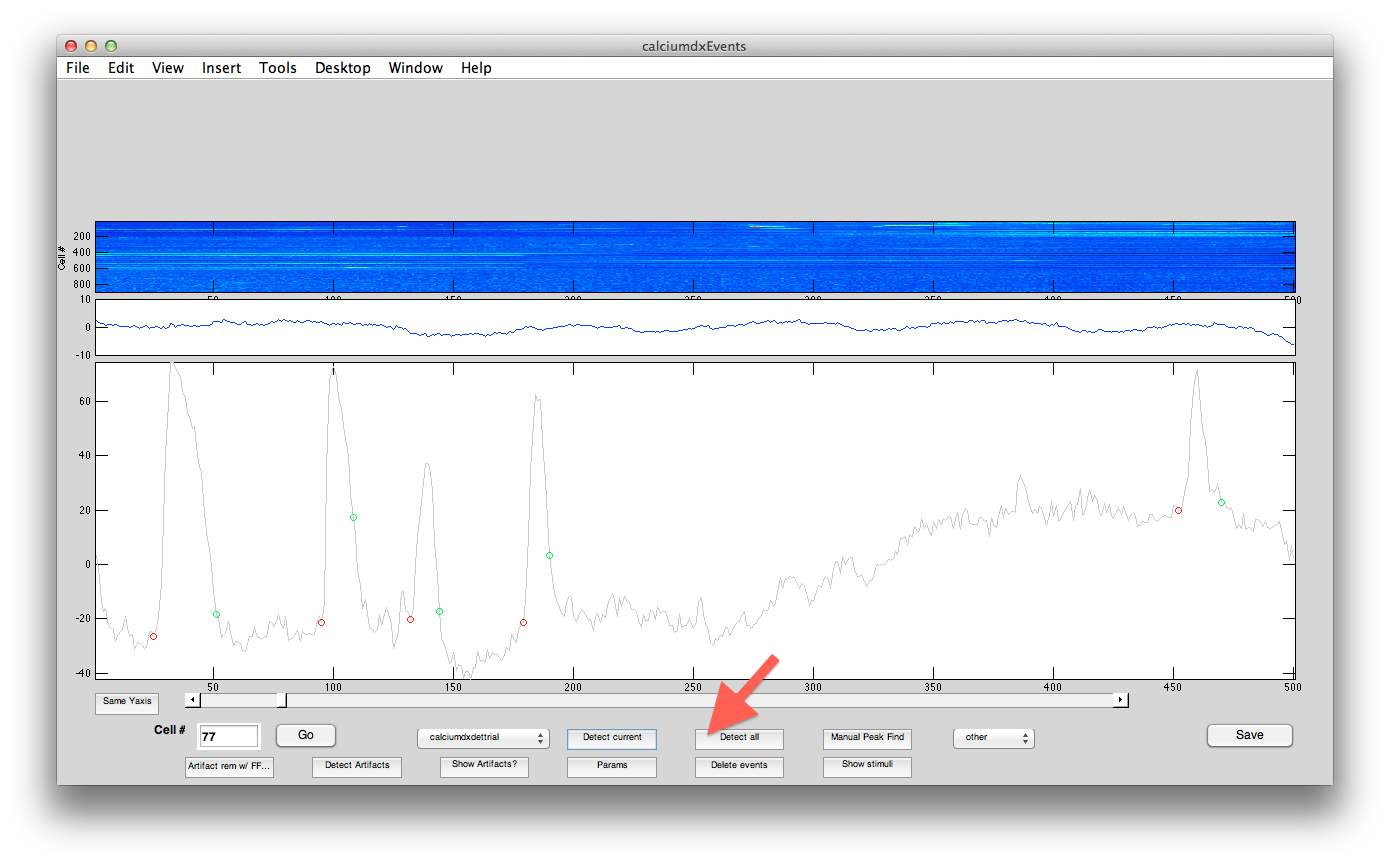 calciumdxEvents
File Edit View Insert Tools Desktop Window Help
Cell #
200
400
600
800
50 100 150 200 250 300 350 400 450 500
10
0
-10
60
40
20
0
-20
-40
50 100 150 200 250 300 350 400 450 500
Same Yaxis
Cell # 77 Go calciumdxdettrial Detect current Detect all Manual Peak Find other Save
Artifact rem w/ FF... Detect Artifacts Show Artifacts? Params Delete events Show stimuli